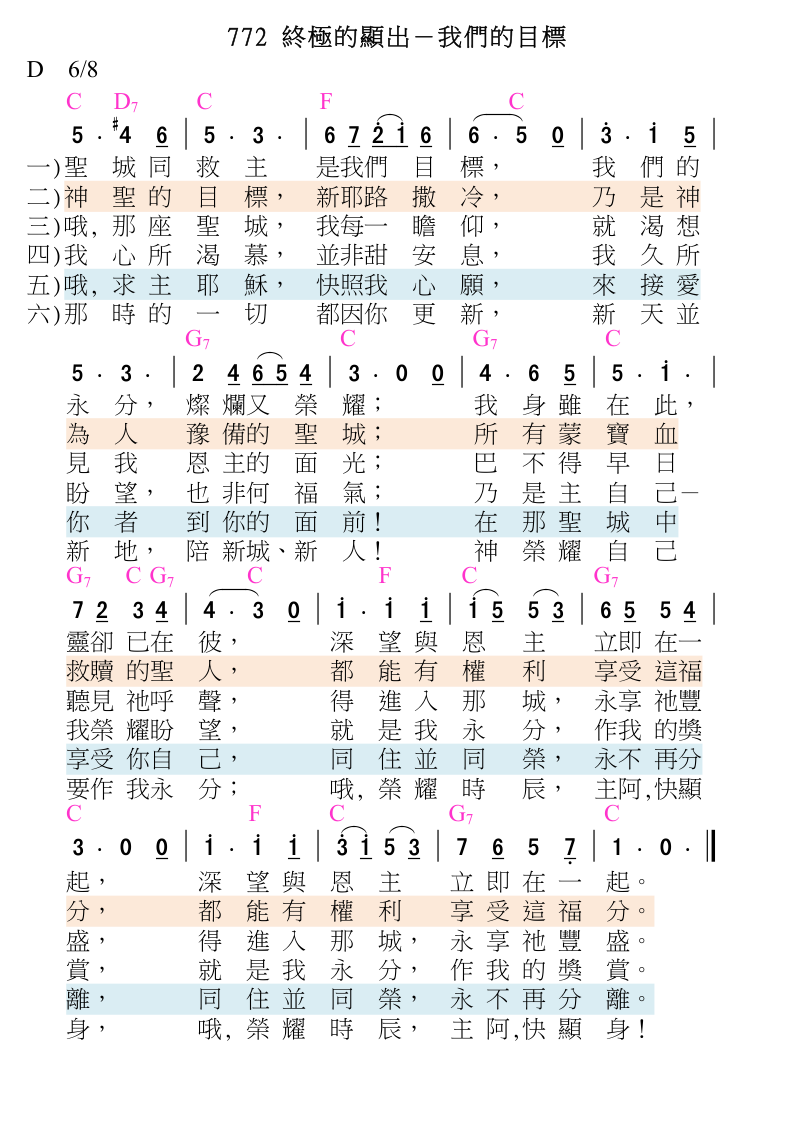 772 終極的顯出－我們的目標
D 6/8
C D7 C F C
5 . #4 6 | 5 . 3 . | 6 7 2 1 6 | 6 . 5 0 | 3 . 1 5 |
一)聖 城 同 救 主 是我們 目 標， 我 們 的
二)神 聖 的 目 標， 新耶路 撒 冷， 乃 是 神
三)哦, 那 座 聖 城， 我每一 瞻 仰， 就 渴 想
四)我 心 所 渴 慕， 並非甜 安 息， 我 久 所
五)哦, 求 主 耶 穌， 快照我 心 願， 來 接 愛
六)那 時 的 一 切 都因你 更 新， 新 天 並
G7 C G7 C
5 . 3 . | 2 4 6 5 4 | 3 . 0 0 | 4 . 6 5 | 5 . 1 . |
永 分， 燦 爛又 榮 耀； 我 身 雖 在 此，
為 人 豫 備的 聖 城； 所 有 蒙 寶 血
見 我 恩 主的 面 光； 巴 不 得 早 日
盼 望， 也 非何 福 氣； 乃 是 主 自 己－
你 者 到 你的 面 前！ 在 那 聖 城 中
新 地， 陪 新城、新 人！ 神 榮 耀 自 己
G7 C G7 C F C G7
7 2 3 4 | 4 . 3 0 | 1 . 1 1 | 1 5 5 3 | 6 5 5 4 |
靈卻 已在 彼， 深 望 與 恩 主 立即 在一
救贖 的聖 人， 都 能 有 權 利 享受 這福
聽見 祂呼 聲， 得 進 入 那 城， 永享 祂豐
我榮 耀盼 望， 就 是 我 永 分， 作我 的獎
享受 你自 己， 同 住 並 同 榮， 永不 再分
要作 我永 分； 哦, 榮 耀 時 辰， 主阿,快顯
C F C G7 C
3 . 0 0 | 1 . 1 1 | 3 1 5 3 | 7 6 5 7 | 1 . 0 . ||
起， 深 望 與 恩 主 立 即 在 一 起。
分， 都 能 有 權 利 享 受 這 福 分。
盛， 得 進 入 那 城， 永 享 祂 豐 盛。
賞， 就 是 我 永 分， 作 我 的 獎 賞。
離， 同 住 並 同 榮， 永 不 再 分 離。
身， 哦, 榮 耀 時 辰， 主 阿,快 顯 身！